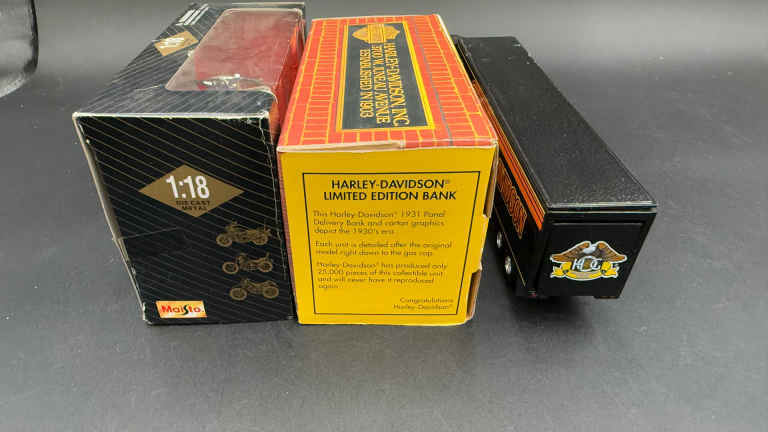 1:18
DIE CAST
METAL
Maisto
HARLEY-DAVIDSON INC.
3700 W. JUNEAU AVENUE
ESTABLISHED IN 1903
HARLEY-DAVIDSON®
LIMITED EDITION BANK
This Harley-Davidson® 1931 Panel
Delivery Bank and carton graphics
depict the 1930's era.
Each unit is detailed after the original
model right down to the gas cap.
Harley-Davidson® has produced only
25,000 pieces of this collectible unit
and will never have it reproduced
again.
Congratulations
Harley-Davidson®